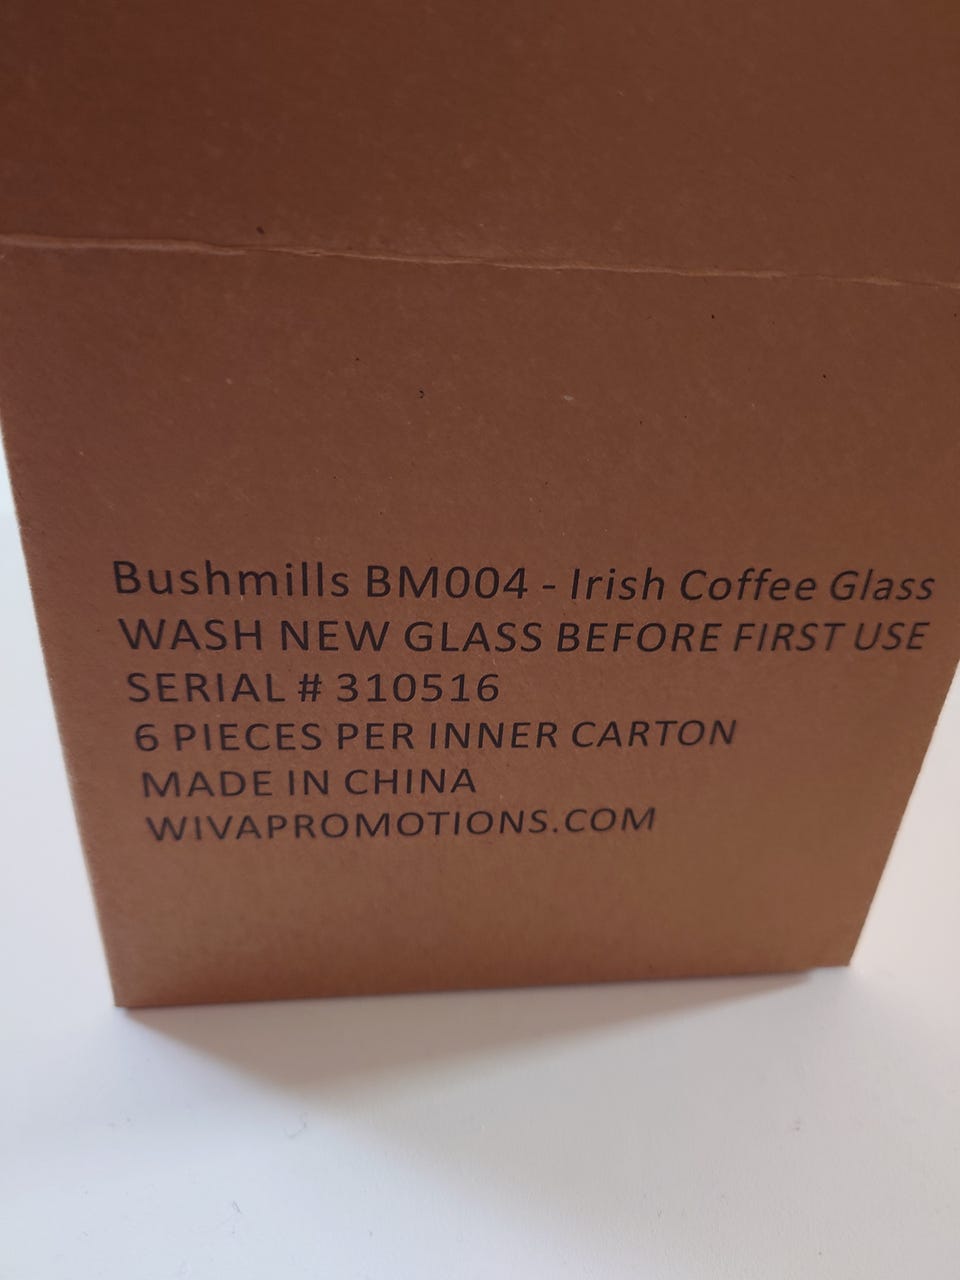 Bushmills BM004 - Irish Coffee Glass
WASH NEW GLASS BEFORE FIRST USE
SERIAL # 310516
6 PIECES PER INNER CARTON
MADE IN CHINA
WIVAPROMOTIONS.COM